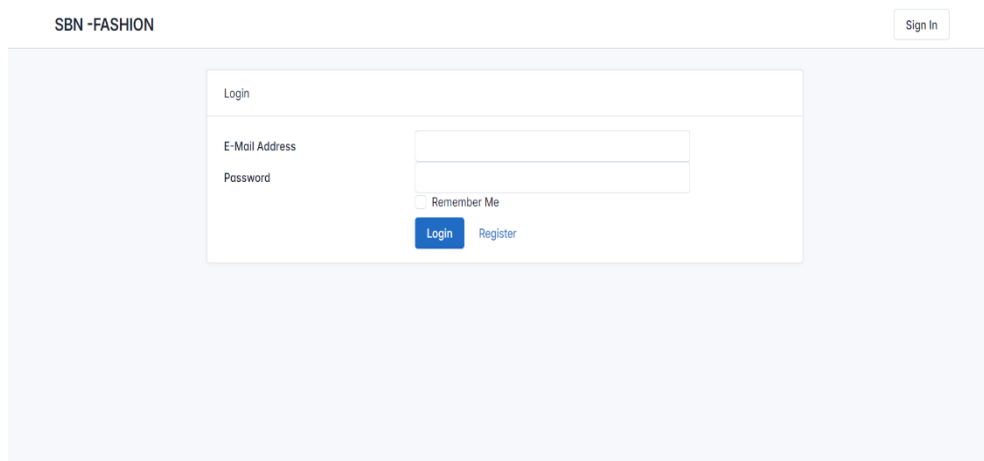 SBN -FASHION
Sign In
Login
E-Mail Address
Password
Remember Me
Login Register